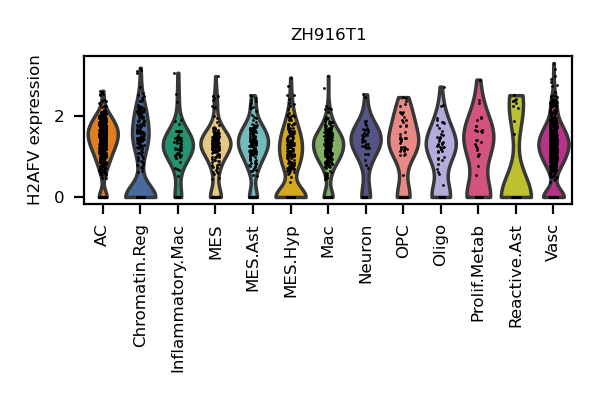 ZH916T1
H2AFV expression
2
0
AC
Chromatin.Reg
Inflammatory.Mac
MES
MES.Ast
MES.Hyp
Mac
Neuron
OPC
Oligo
Prolif.Metab
Reactive.Ast
Vasc